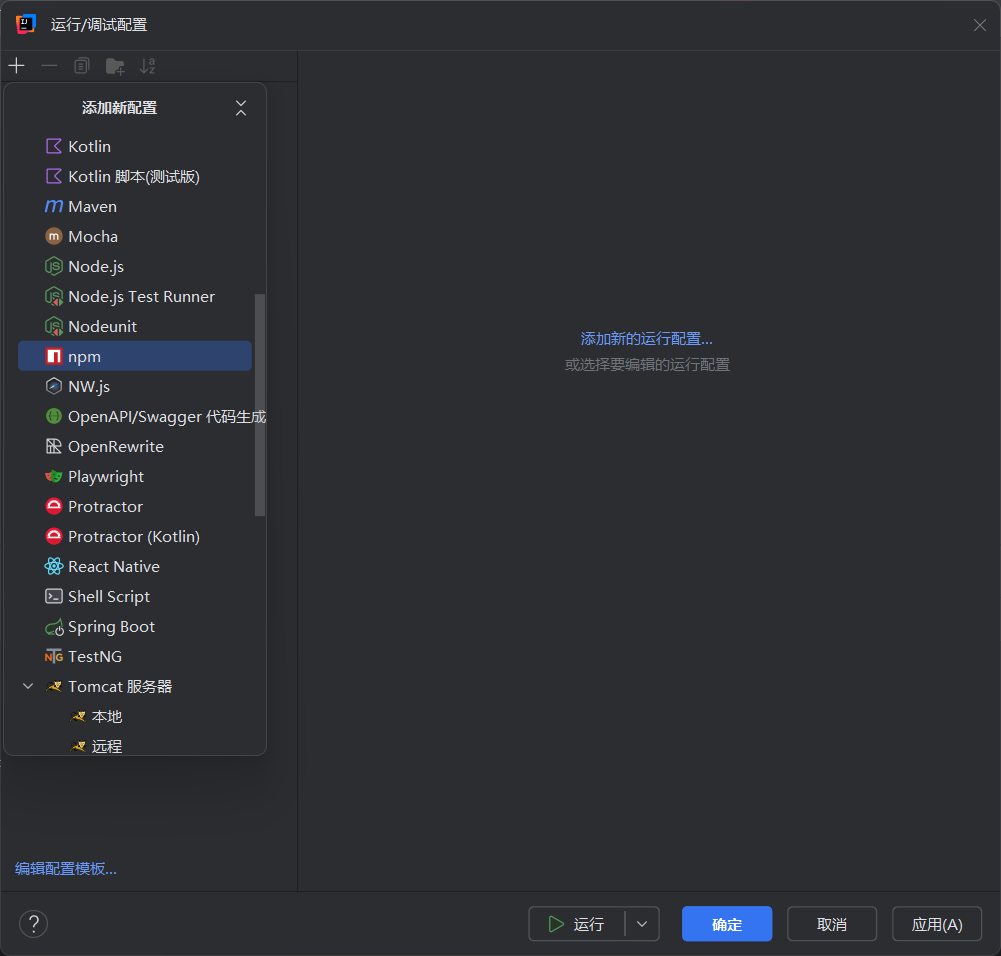 运行/调试配置
添加新配置
Kotlin
Kotlin 脚本(测试版)
Maven
Mocha
Node.js
Node.js Test Runner
Nodeunit
npm
NW.js
OpenAPI/Swagger 代码生成
OpenRewrite
Playwright
Protractor
Protractor (Kotlin)
React Native
Shell Script
Spring Boot
TestNG
Tomcat 服务器
本地
远程
添加新的运行配置...
或选择要编辑的运行配置
编辑配置模板...
? 运行 确定 取消 应用(A)